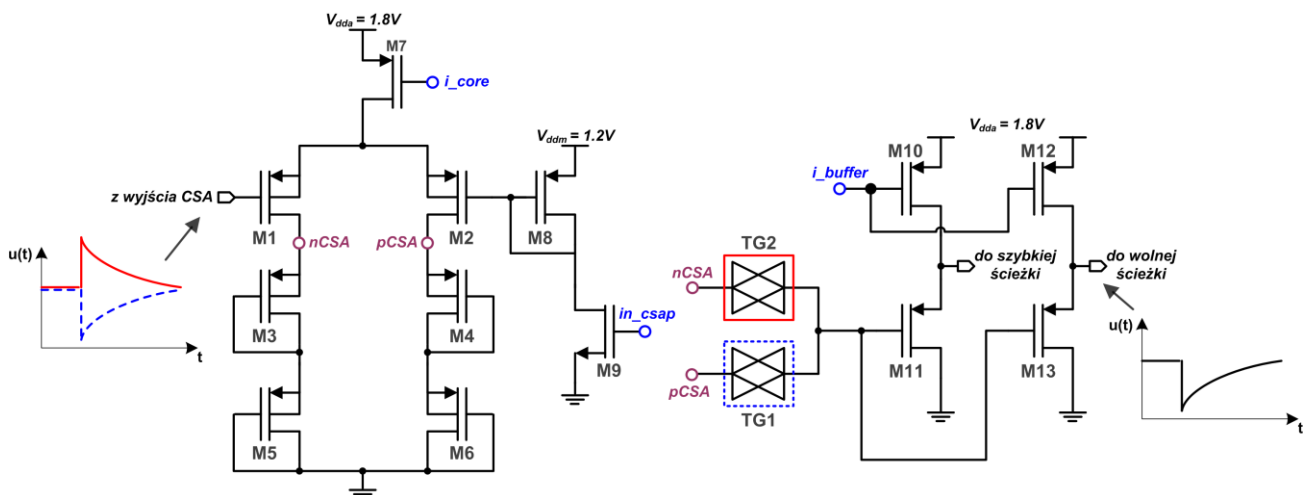 V_dda = 1.8V
M7
i_core
V_ddm = 1.2V
z wyjścia CSA
M1
M2
M8
nCSA
pCSA
u(t)
t
M3
M4
in_csap
M9
M5
M6
V_dda = 1.8V
M10
M12
i_buffer
TG2
nCSA
do szybkiej
ścieżki
do wolnej
ścieżki
pCSA
TG1
M11
M13
u(t)
t